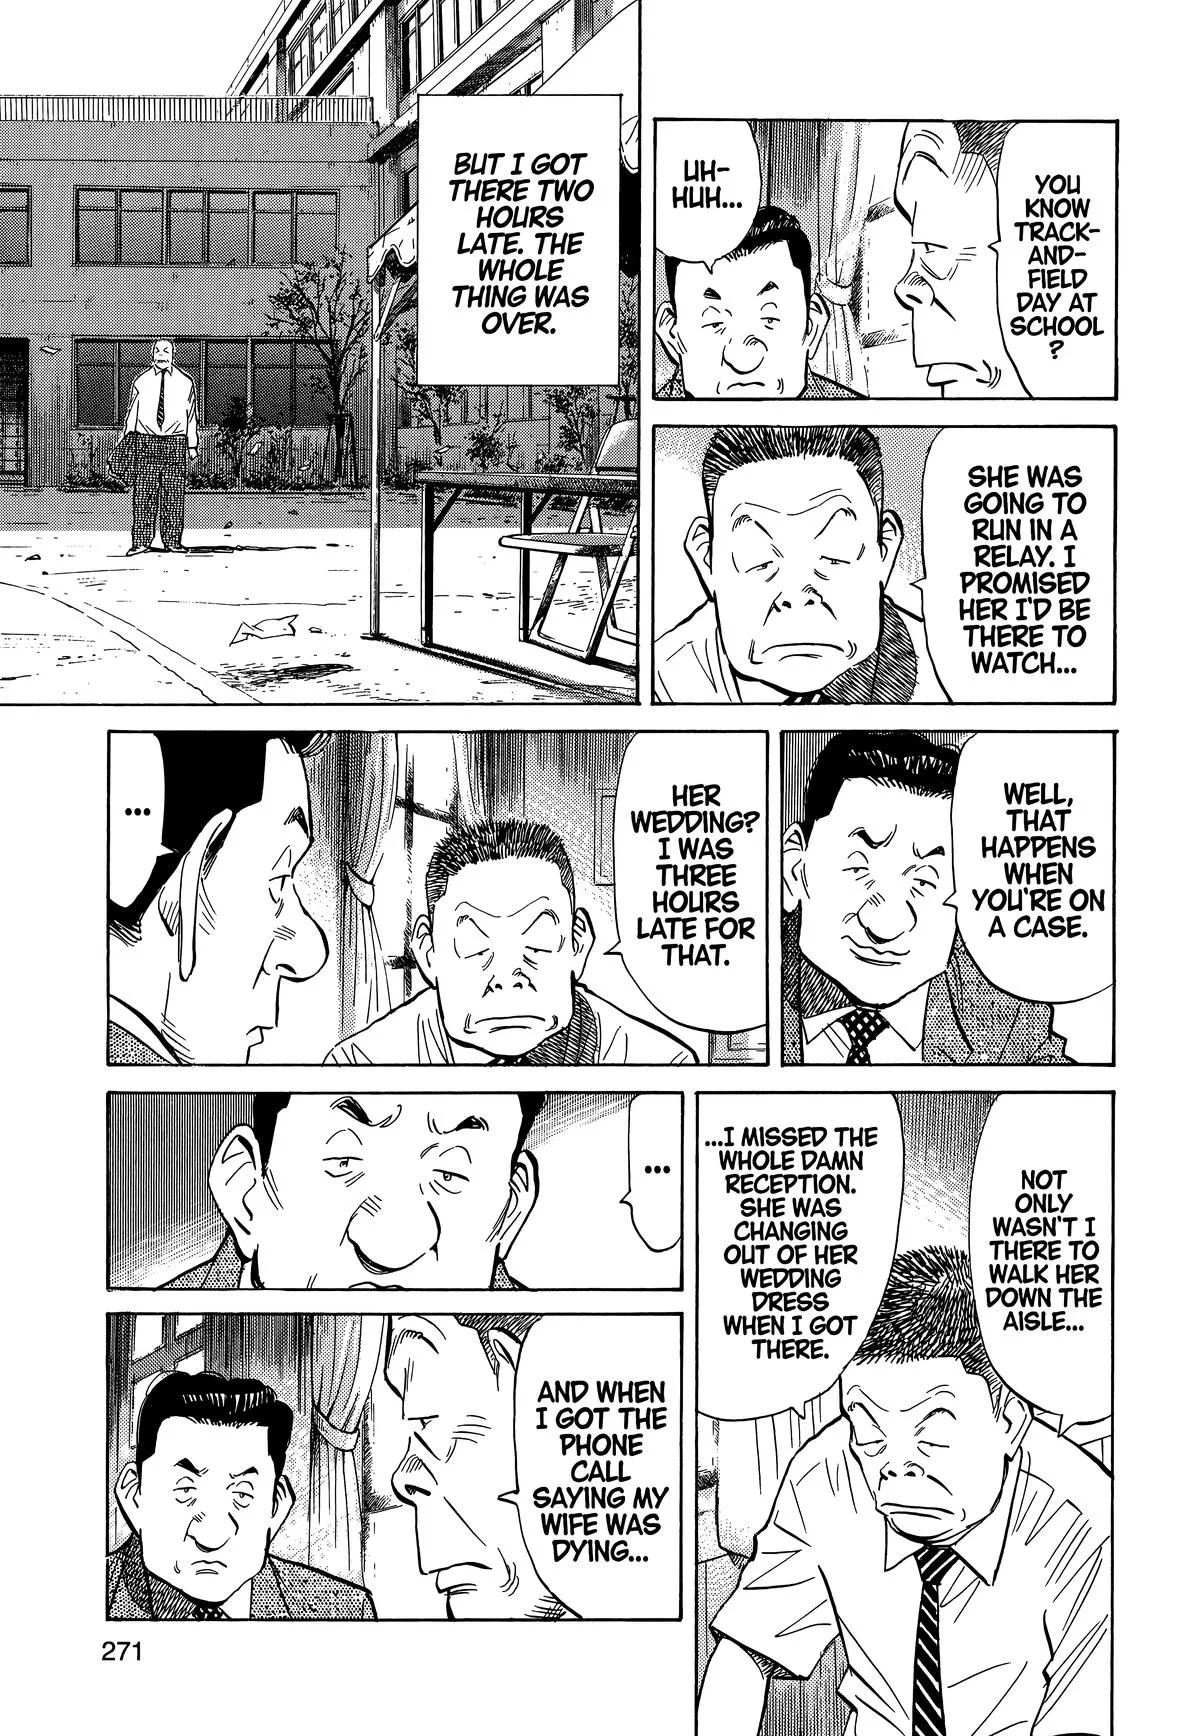 YOU
KNOW
TRACK-
AND-
FIELD
DAY AT
SCHOOL
?
UH-
HUH...
SHE WAS
GOING TO
RUN IN A
RELAY. I
PROMISED
HER I'D BE
THERE TO
WATCH...
BUT I GOT
THERE TWO
HOURS
LATE. THE
WHOLE
THING WAS
OVER.
WELL,
THAT
HAPPENS
WHEN
YOU'RE ON
A CASE.
HER
WEDDING?
I WAS
THREE
HOURS
LATE FOR
THAT.
...
NOT
ONLY
WASN'T I
THERE TO
WALK HER
DOWN THE
AISLE...
...I MISSED THE
WHOLE DAMN
RECEPTION.
SHE WAS
CHANGING
OUT OF HER
WEDDING
DRESS
WHEN I GOT
THERE.
...
AND WHEN
I GOT THE
PHONE
CALL
SAYING MY
WIFE WAS
DYING...
271